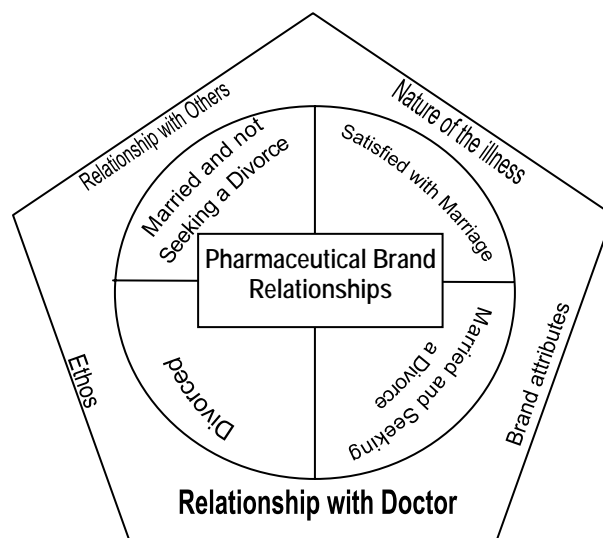 Relationship with Others
Nature of the illness
Married and not
Seeking a Divorce
Satisfied with Marriage
Pharmaceutical Brand
Relationships
Ethos
Divorced
Married and Seeking
a Divorce
Brand attributes
Relationship with Doctor